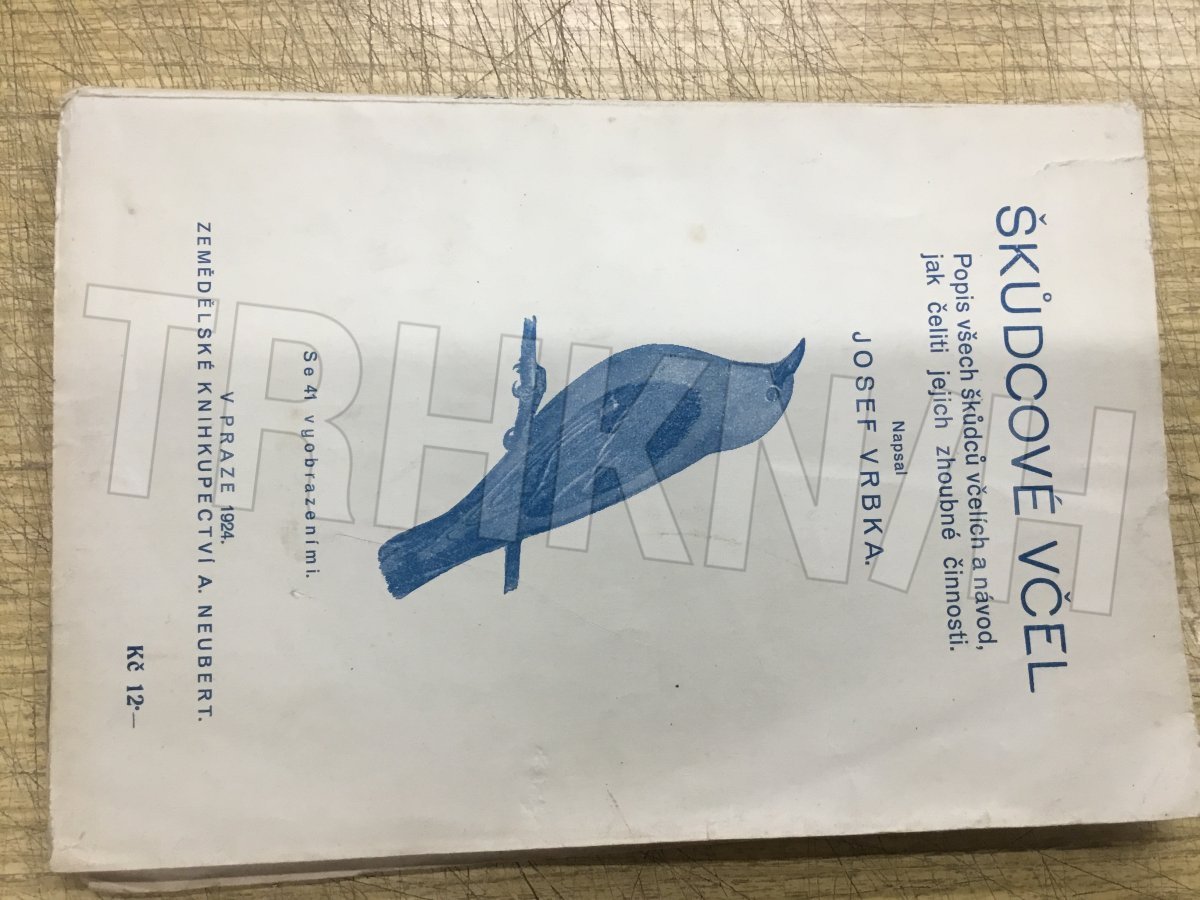 ŠKŮDCOVÉ VČEL
Popis všech škůdců včelích a návod,
jak čeliti jejich zhoubné činnosti.
Napsal
JOSEF VRBKA.
Se 41 vyobrazeními.
V PRAZE 1924.
ZEMĚDĚLSKÉ KNIHKUPECTVÍ A. NEUBERT.
Kč 12·—
TRHKNIH